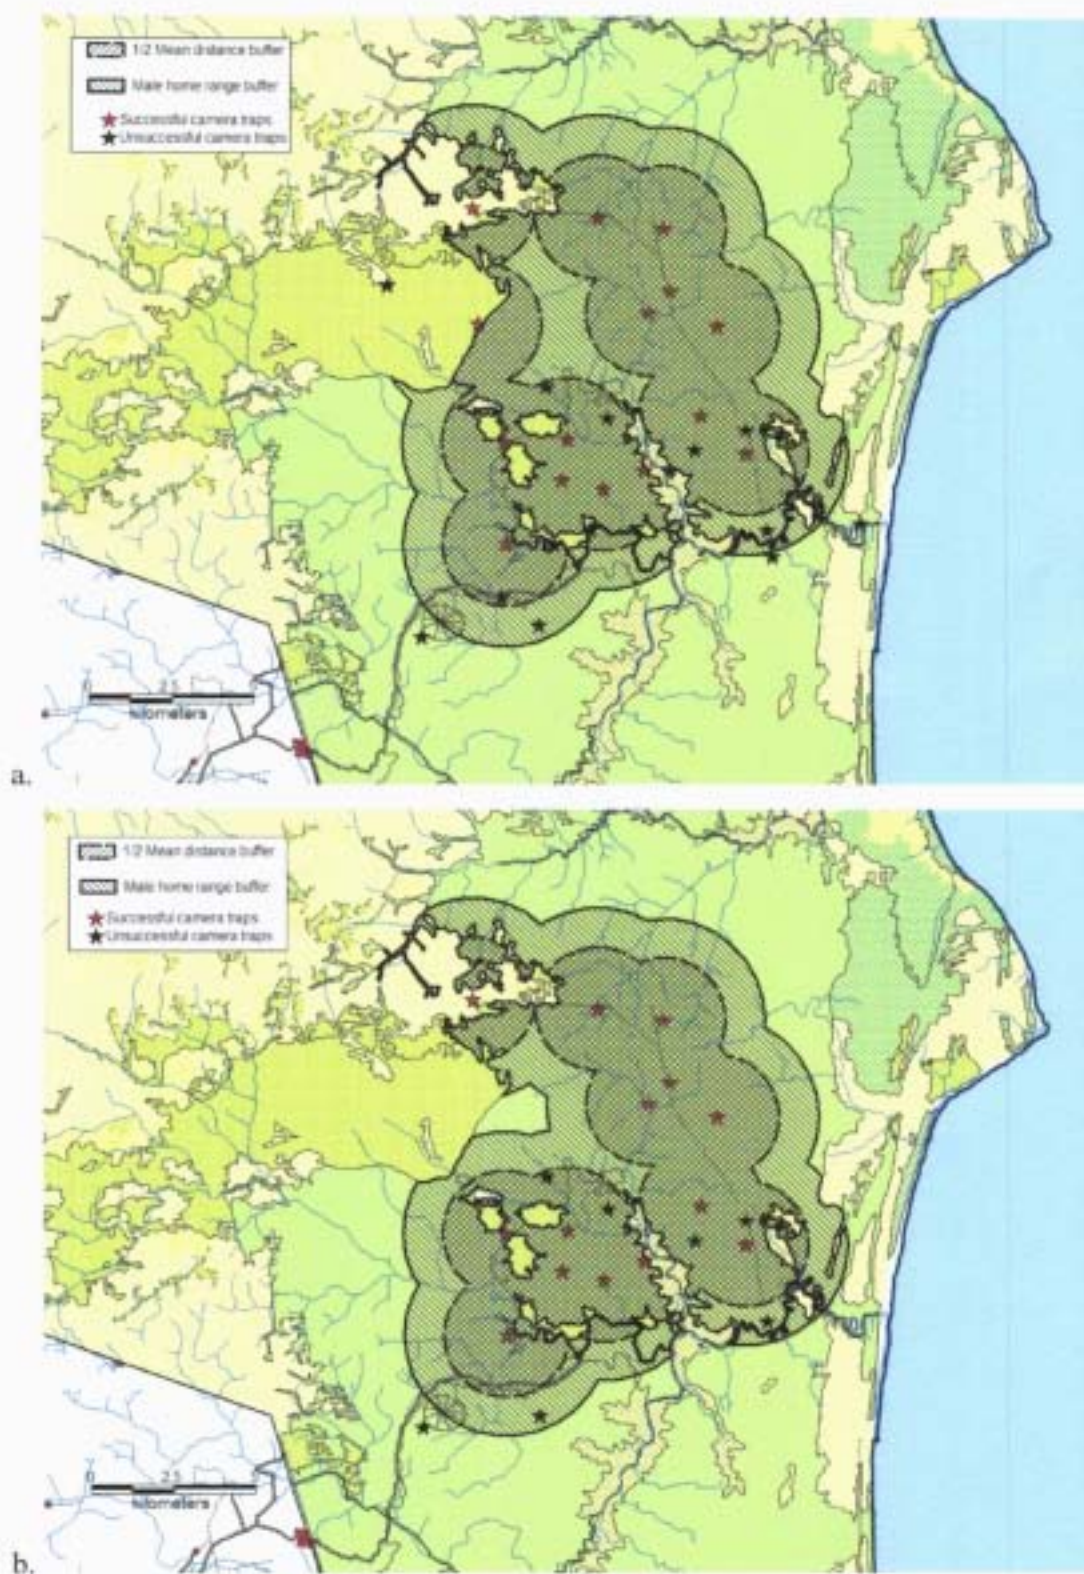 1/2 Mean distance buffer
Male home range buffer
Successful camera traps
Unsuccessful camera traps
0 2.5
kilometers
a.
1/2 Mean distance buffer
Male home range buffer
Successful camera traps
Unsuccessful camera traps
0 2.5
kilometers
b.